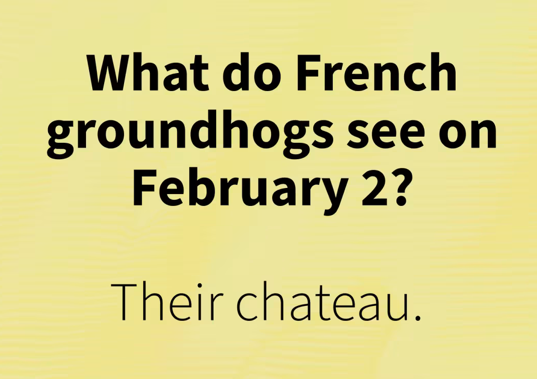 What do French
groundhogs see on
February 2?
Their chateau.